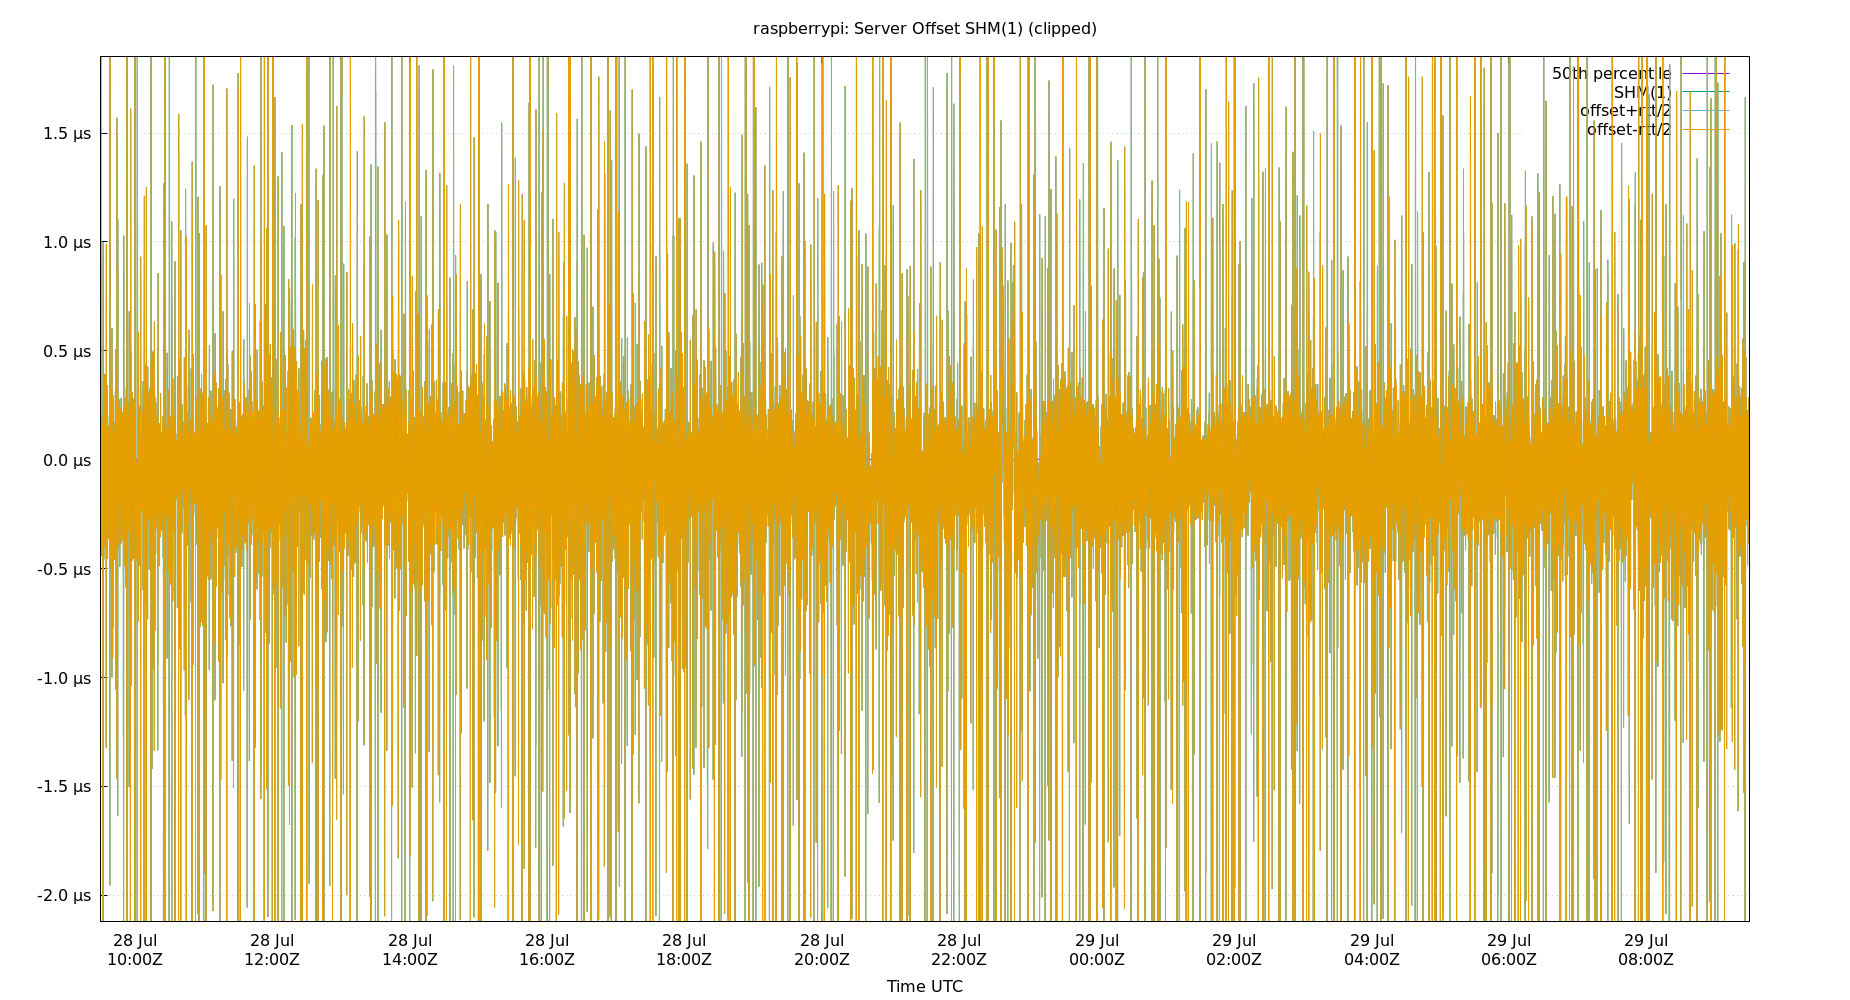 raspberrypi: Server Offset SHM(1) (clipped)
50th percentile
SHM(1)
offset+rtt/2
offset-rtt/2
1.5 µs
1.0 µs
0.5 µs
0.0 µs
-0.5 µs
-1.0 µs
-1.5 µs
-2.0 µs
28 Jul 28 Jul 28 Jul 28 Jul 28 Jul 28 Jul 28 Jul 29 Jul 29 Jul 29 Jul 29 Jul 29 Jul
10:00Z 12:00Z 14:00Z 16:00Z 18:00Z 20:00Z 22:00Z 00:00Z 02:00Z 04:00Z 06:00Z 08:00Z
Time UTC